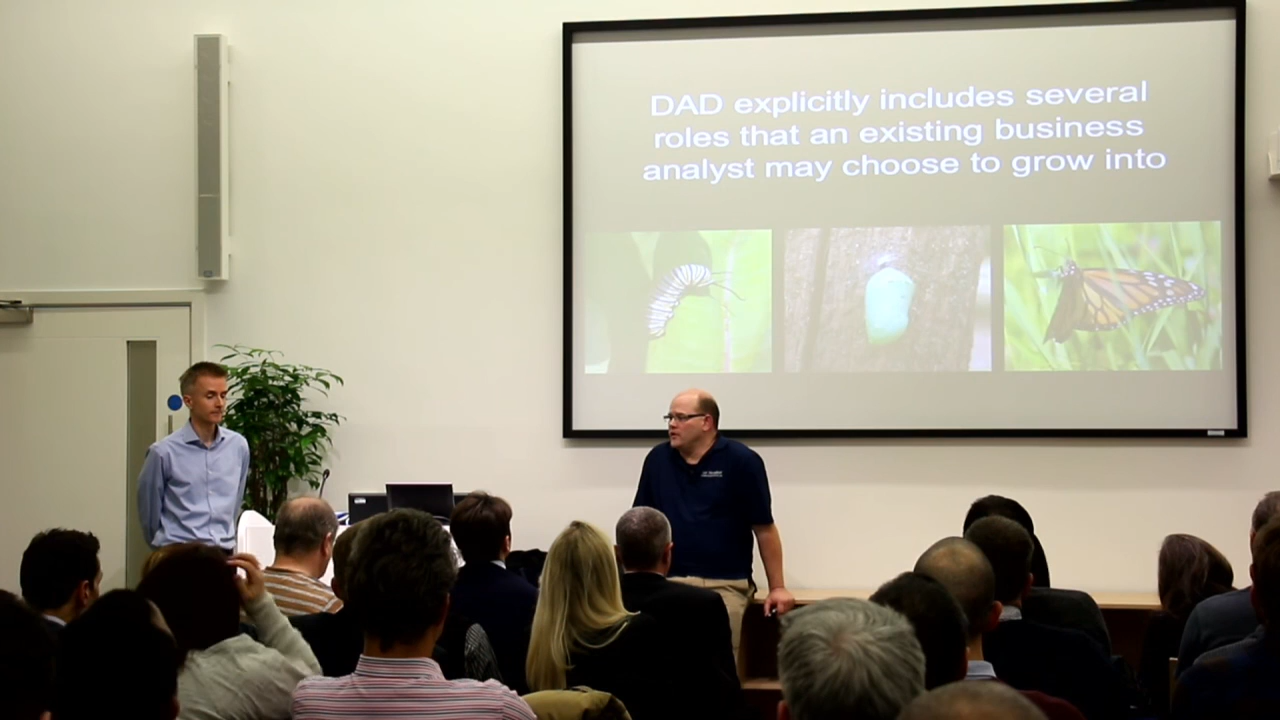 DAD explicitly includes several
roles that an existing business
analyst may choose to grow into